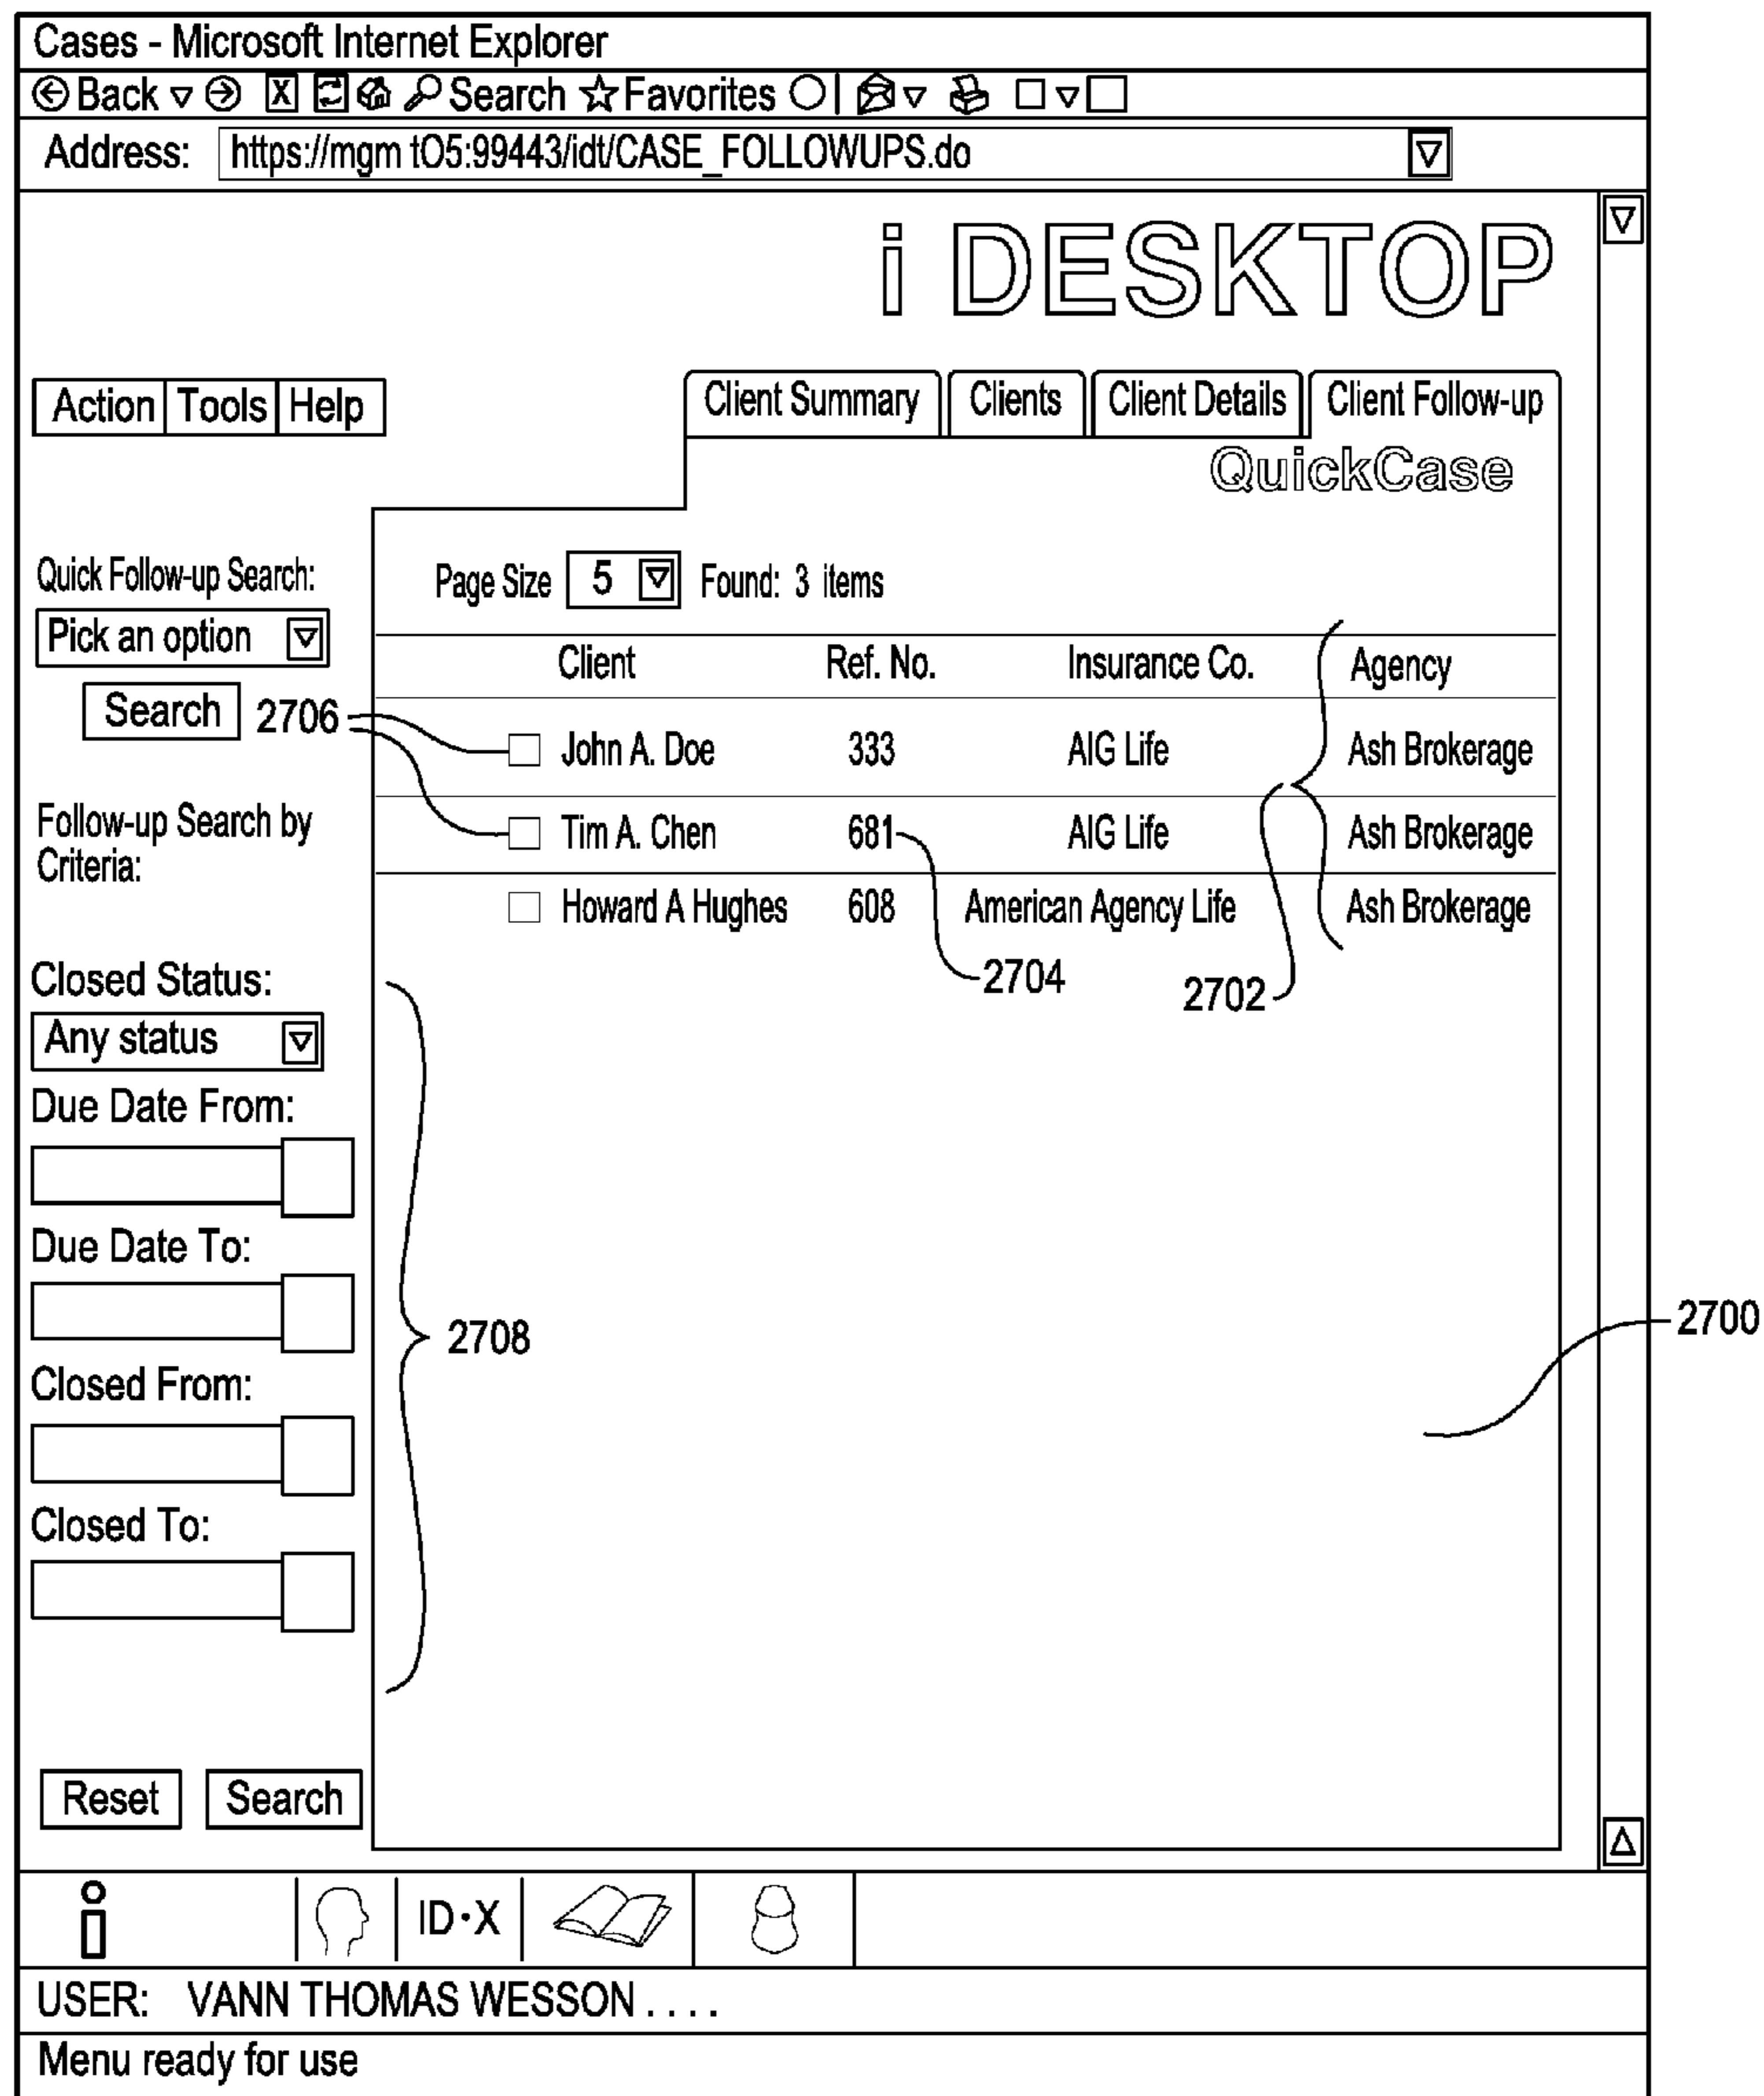 Cases - Microsoft Internet Explorer
Back Search Favorites
Address: https://mgm tO5:99443/idt/CASE_FOLLOWUPS.do
i DESKTOP
Action Tools Help Client Summary Clients Client Details Client Follow-up
QuickCase
Quick Follow-up Search: Page Size 5 Found: 3 items
Pick an option
Client Ref. No. Insurance Co. Agency
Search 2706
John A. Doe 333 AIG Life Ash Brokerage
Follow-up Search by
Criteria:
Tim A. Chen 681 AIG Life Ash Brokerage
Howard A Hughes 608 American Agency Life Ash Brokerage
2704 2702
Closed Status:
Any status
Due Date From:
Due Date To:
2708 2700
Closed From:
Closed To:
Reset Search
i ID·X
USER: VANN THOMAS WESSON . . . .
Menu ready for use